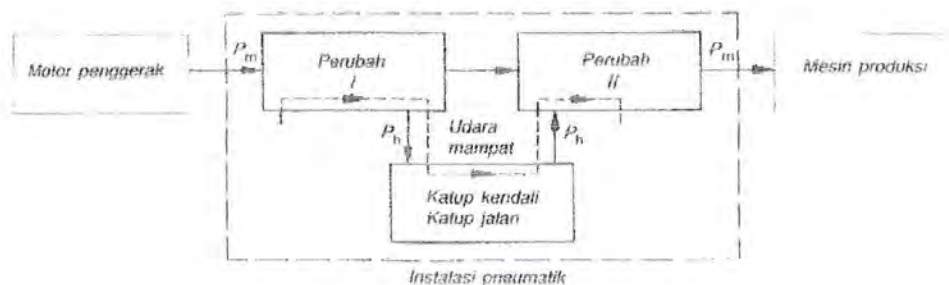 Motor penggerak
P_m
Perubah
I
Perubah
II
P_m
Mesin produksi
P_h
Udara
mampat
P_h
Katup kendali
Katup jalan
Instalasi pneumatik